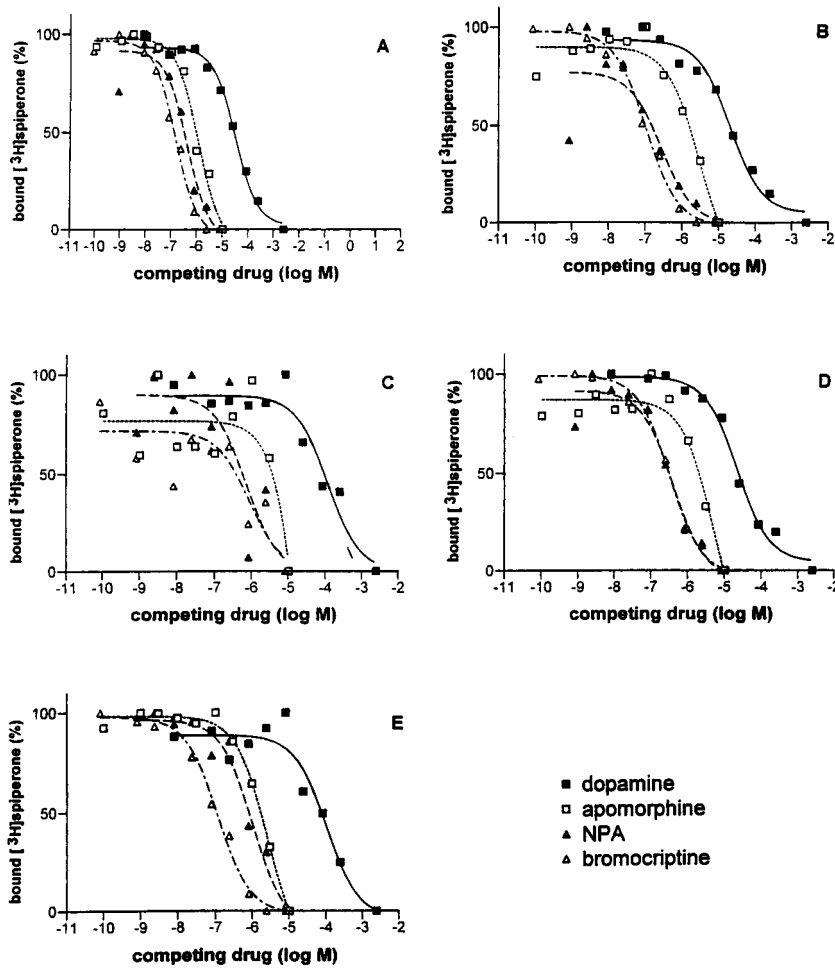 A
bound [³H]spiperone (%)
100
50
0
-11 -10 -9 -8 -7 -6 -5 -4 -3 -2 -1 0 1 2
competing drug (log M)
B
bound [³H]spiperone (%)
100
50
0
-11 -10 -9 -8 -7 -6 -5 -4 -3 -2
competing drug (log M)
C
bound [³H]spiperone (%)
100
50
0
-11 -10 -9 -8 -7 -6 -5 -4 -3 -2
competing drug (log M)
D
bound [³H]spiperone (%)
100
50
0
-11 -10 -9 -8 -7 -6 -5 -4 -3 -2
competing drug (log M)
E
bound [³H]spiperone (%)
100
50
0
-11 -10 -9 -8 -7 -6 -5 -4 -3 -2
competing drug (log M)
dopamine
apomorphine
NPA
bromocriptine